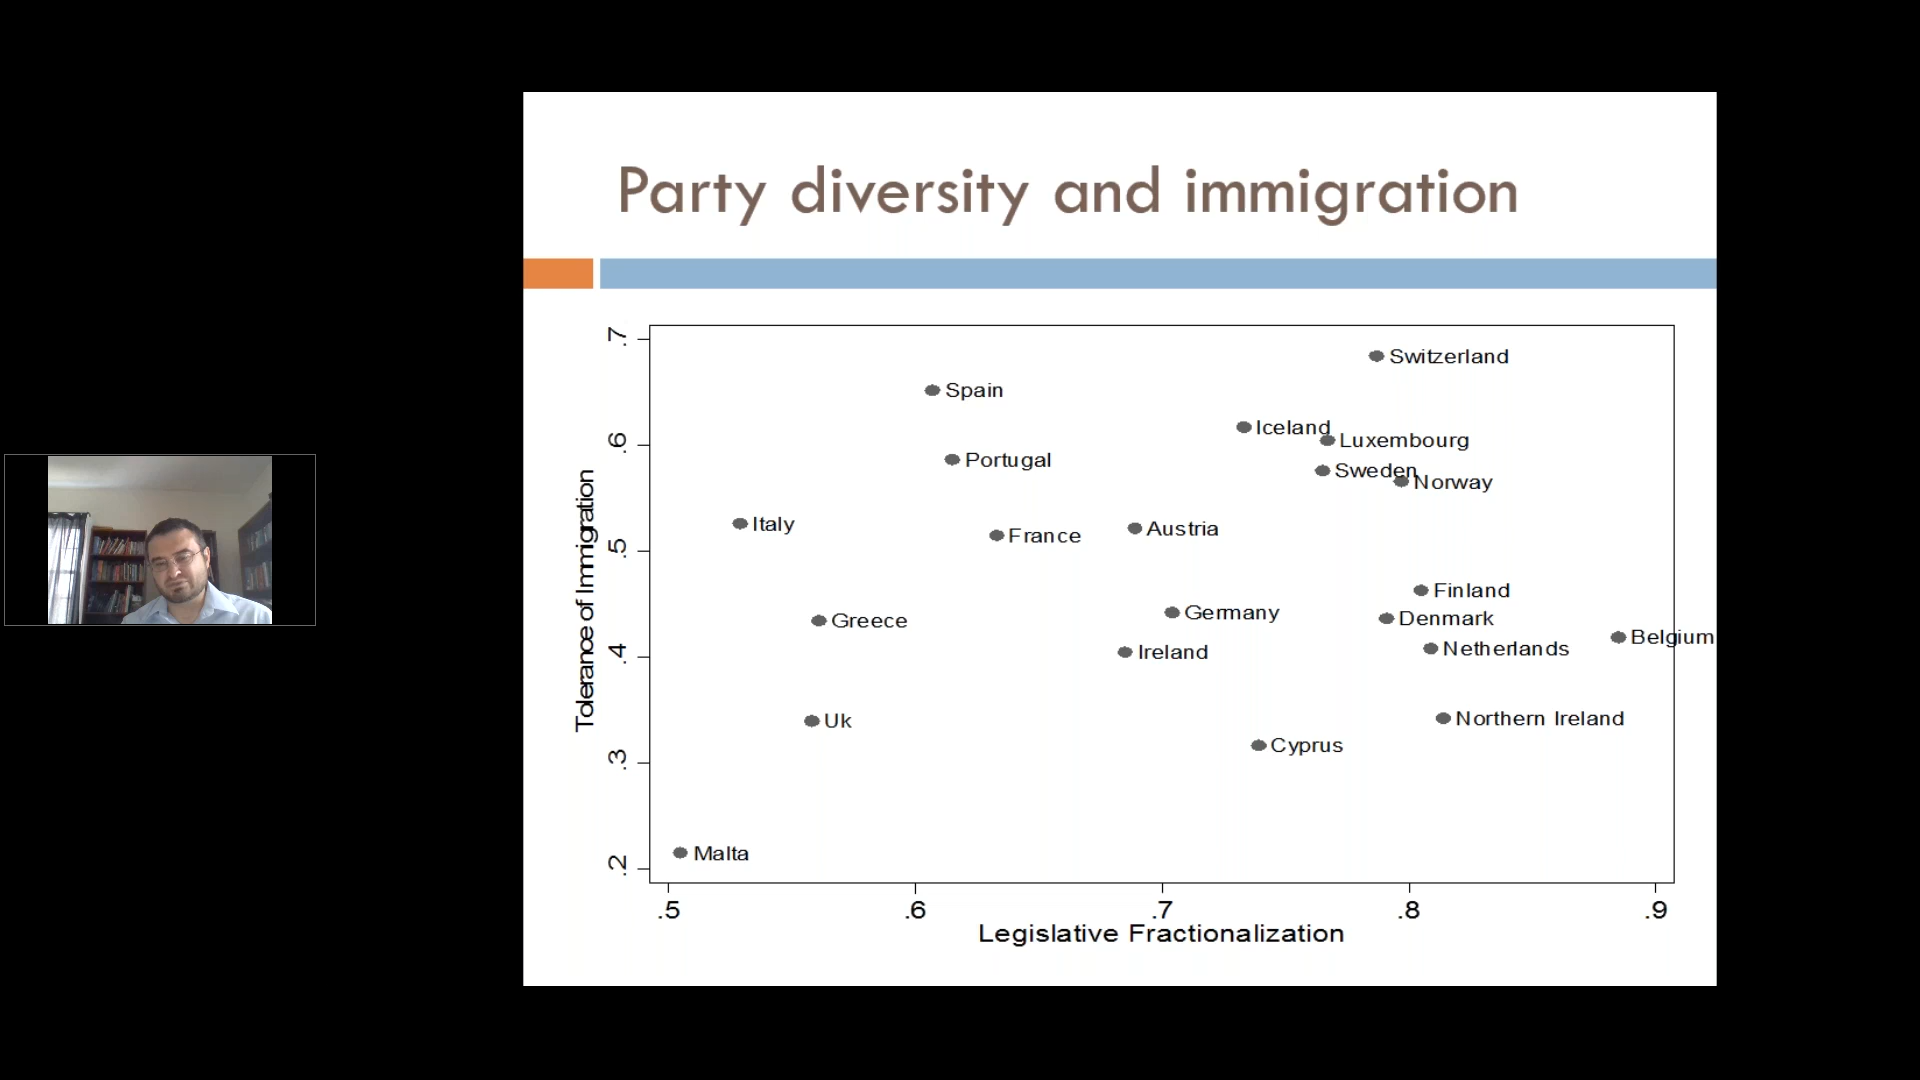 Party diversity and immigration
.7
Switzerland
Spain
Iceland
.6
Luxembourg
Portugal
Sweden
Norway
Italy
Austria
France
.5
Tolerance of Immigration
Finland
Germany
Denmark
Greece
Belgium
Netherlands
Ireland
.4
Northern Ireland
Uk
Cyprus
.3
Malta
.2
.5 .6 .7 .8 .9
Legislative Fractionalization